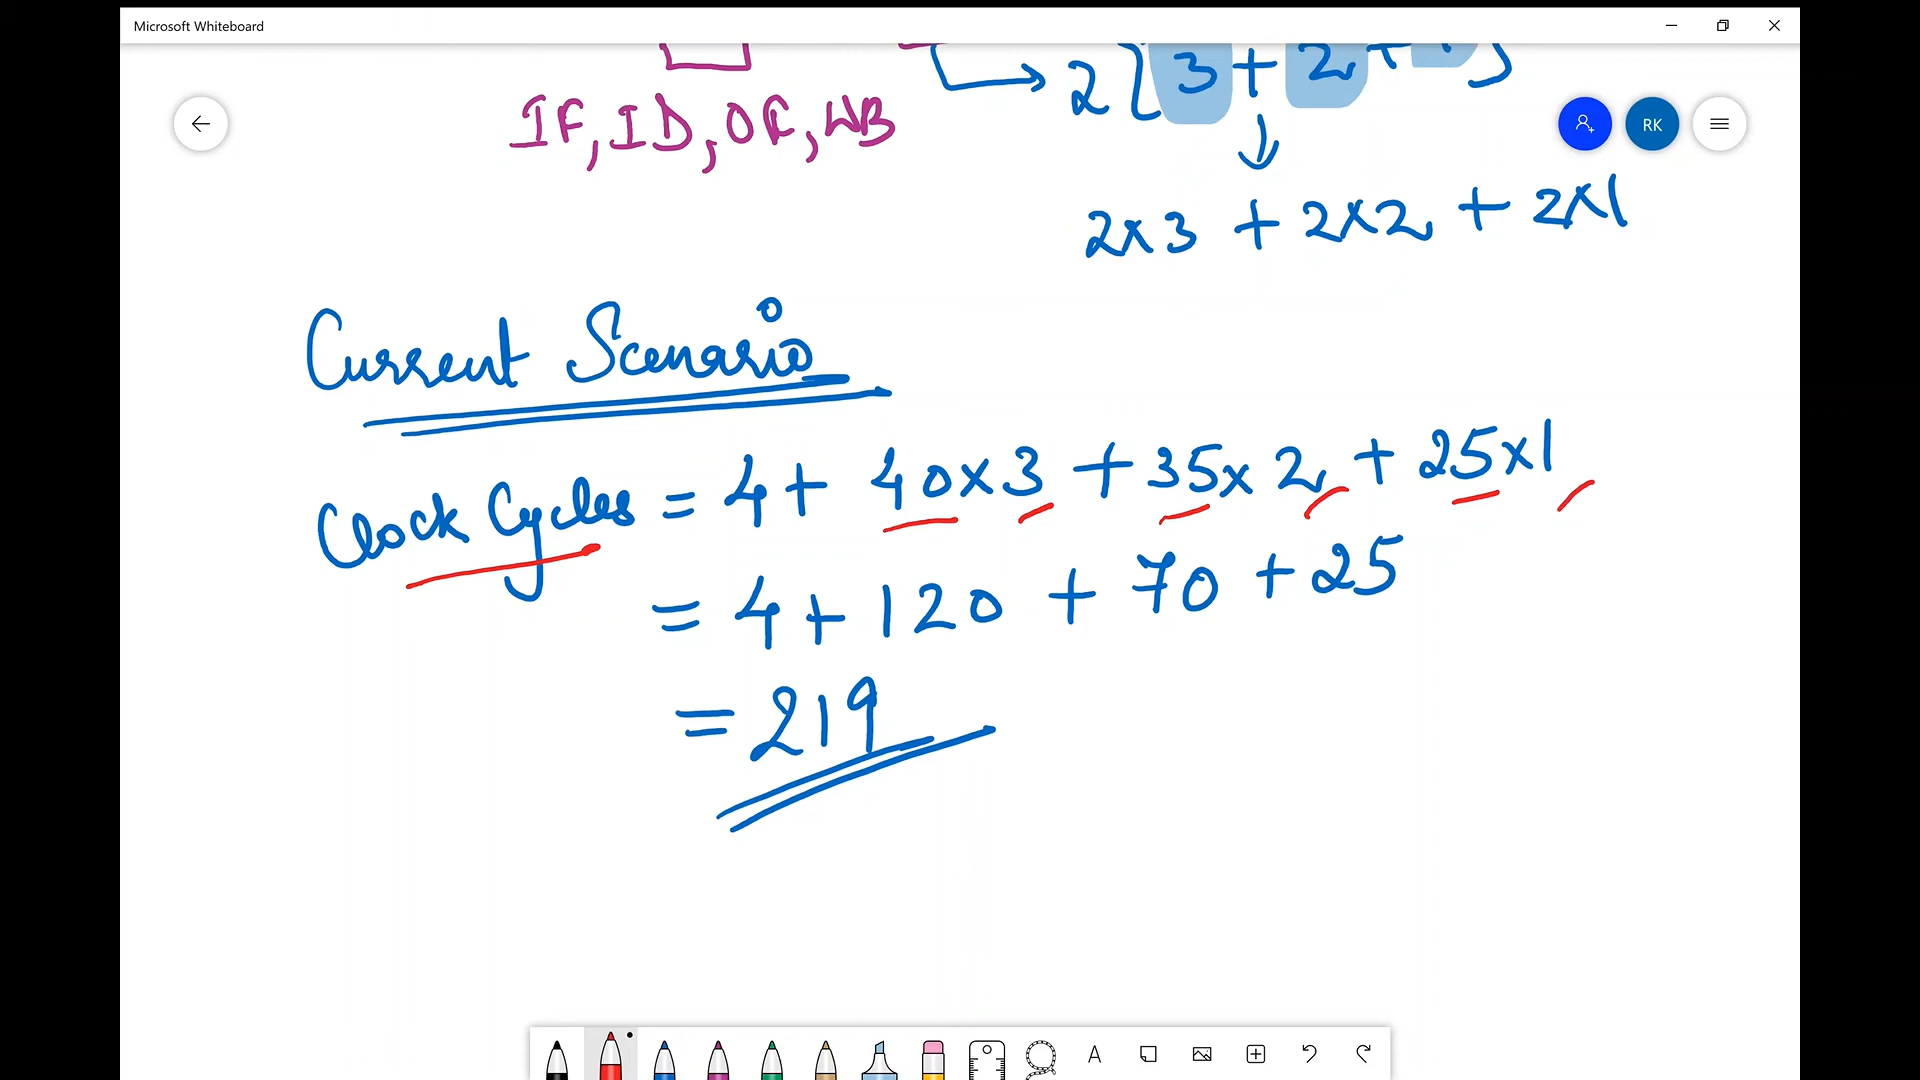 Microsoft Whiteboard
2[3+2+1]
IF, ID, OF, WB
RK
2x3 + 2x2 + 2x1
Current Scenario
Clock Cycles = 4 + 40x3 + 35x2 + 25x1
= 4 + 120 + 70 + 25
= 219
A